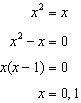 x² = x
x² − x = 0
x(x − 1) = 0
x = 0, 1